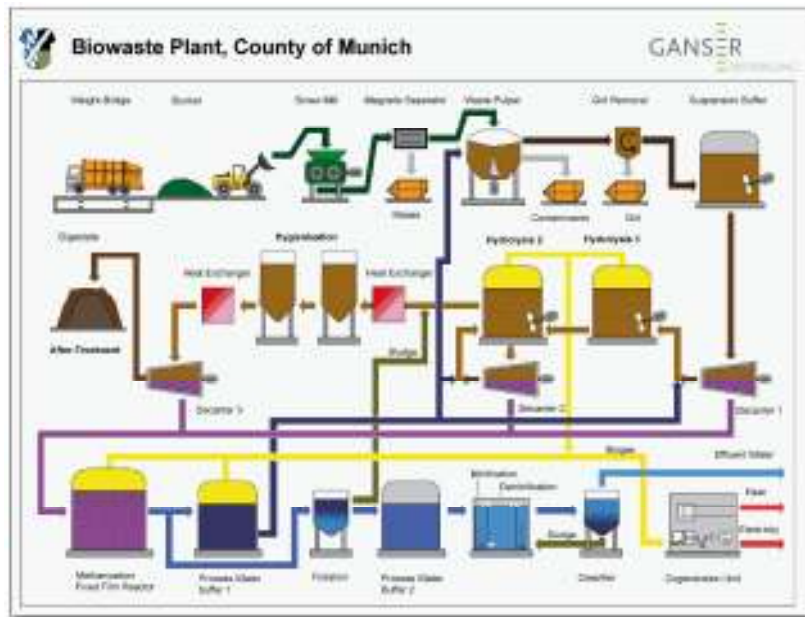 Biowaste Plant, County of Munich
GANSER
Weight Bridge
Bunker
Screw Mill
Magnetic Separator
Waste Pulper
Grit Removal
Suspension Buffer
Metals
Contaminants
Grit
Digestate
Hygienisation
Hydrolysis 2
Hydrolysis 1
Heat Exchanger
Heat Exchanger
After-Treatment
Sludge
Decanter 3
Decanter 2
Decanter 1
Biogas
Effluent Water
Nitrification
Denitrification
Heat
Sludge
Methanisation
Fixed Film Reactor
Process Water
Buffer 1
Flotation
Process Water
Buffer 2
Clarifier
Cogeneration Unit